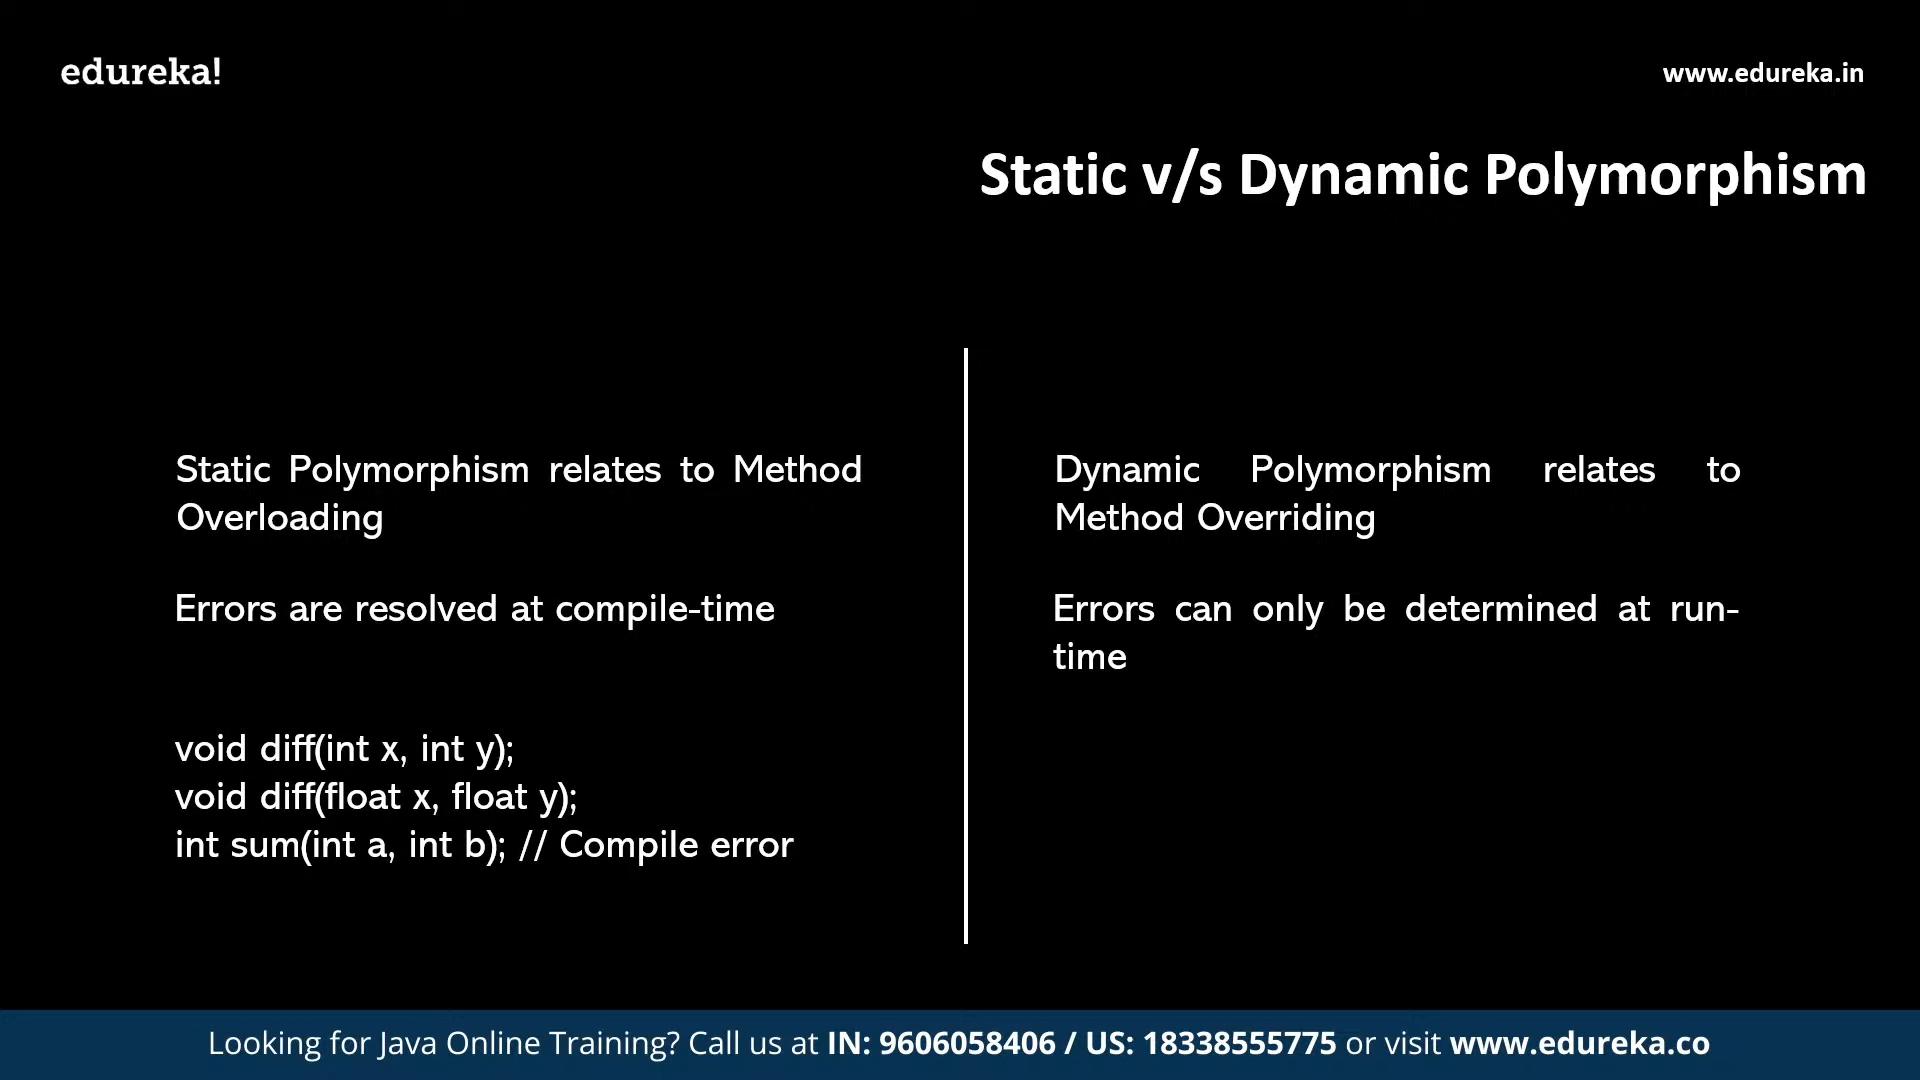 edureka!
www.edureka.in
Static v/s Dynamic Polymorphism
Static Polymorphism relates to Method
Overloading
Errors are resolved at compile-time
void diff(int x, int y);
void diff(float x, float y);
int sum(int a, int b); // Compile error
Dynamic Polymorphism relates to
Method Overriding
Errors can only be determined at run-
time
Looking for Java Online Training? Call us at IN: 9606058406 / US: 18338555775 or visit www.edureka.co